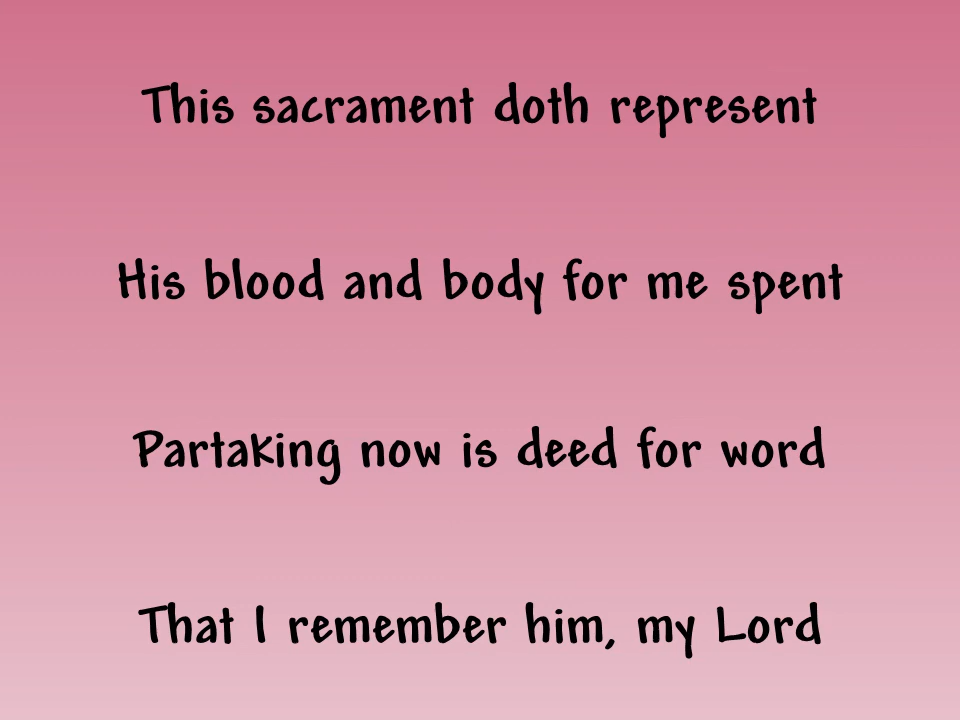 This sacrament doth represent
His blood and body for me spent
Partaking now is deed for word
That I remember him, my Lord